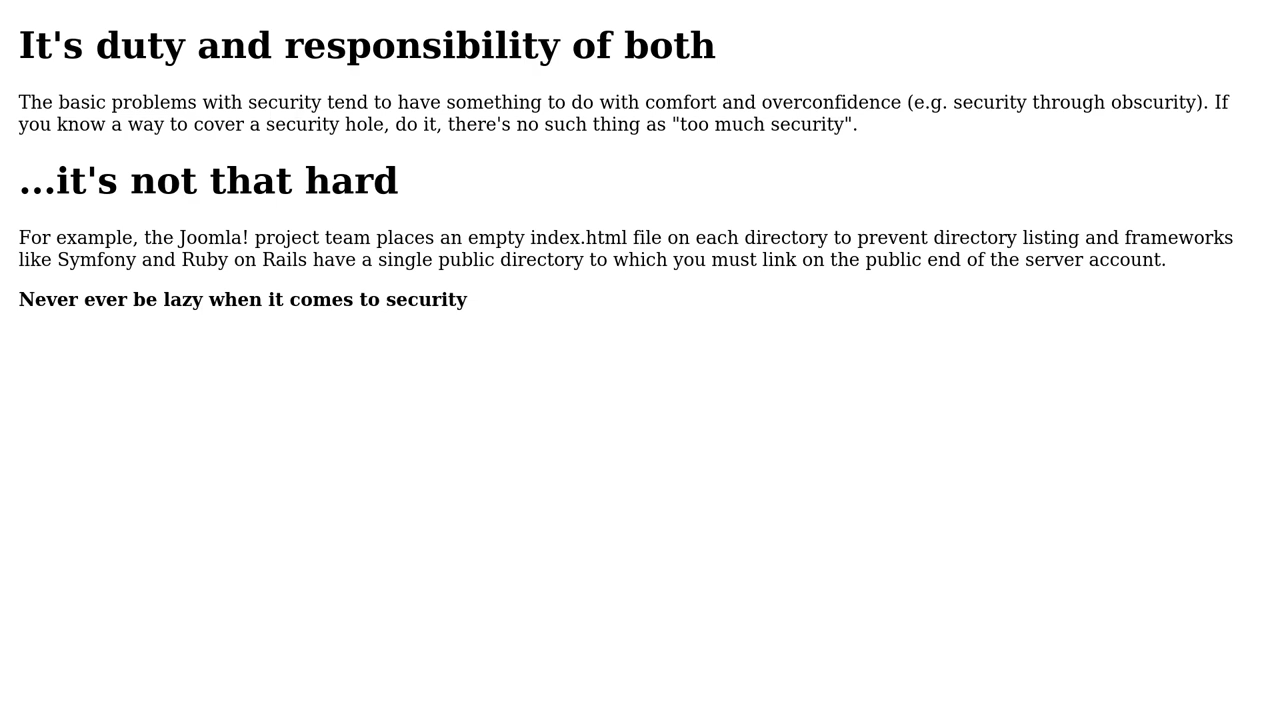 It's duty and responsibility of both
The basic problems with security tend to have something to do with comfort and overconfidence (e.g. security through obscurity). If
you know a way to cover a security hole, do it, there's no such thing as "too much security".
...it's not that hard
For example, the Joomla! project team places an empty index.html file on each directory to prevent directory listing and frameworks
like Symfony and Ruby on Rails have a single public directory to which you must link on the public end of the server account.
Never ever be lazy when it comes to security